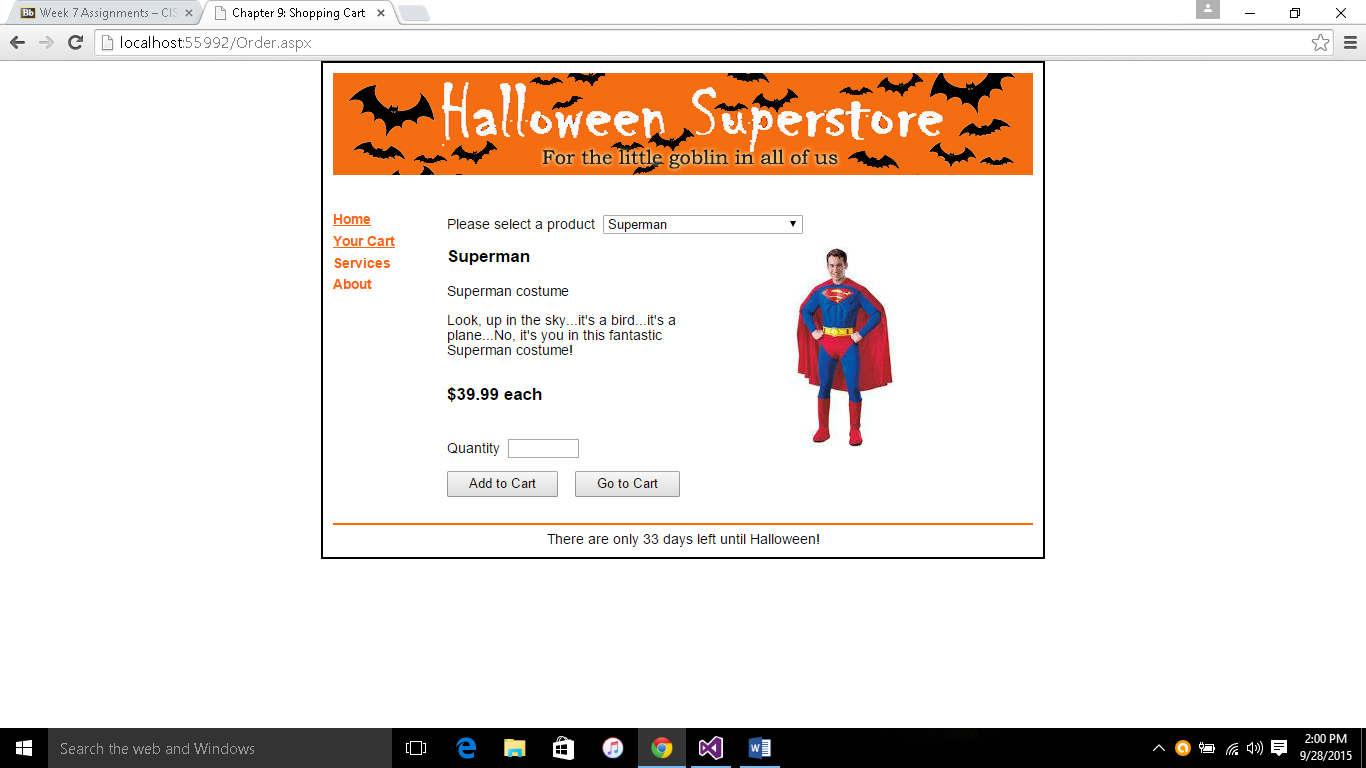 Week 7 Assignments – CIS
Chapter 9: Shopping Cart
localhost:55992/Order.aspx
Halloween Superstore
For the little goblin in all of us
Home
Your Cart
Services
About
Please select a product
Superman
Superman
Superman costume
Look, up in the sky...it's a bird...it's a
plane...No, it's you in this fantastic
Superman costume!
$39.99 each
Quantity
Add to Cart
Go to Cart
There are only 33 days left until Halloween!
Search the web and Windows
2:00 PM
9/28/2015